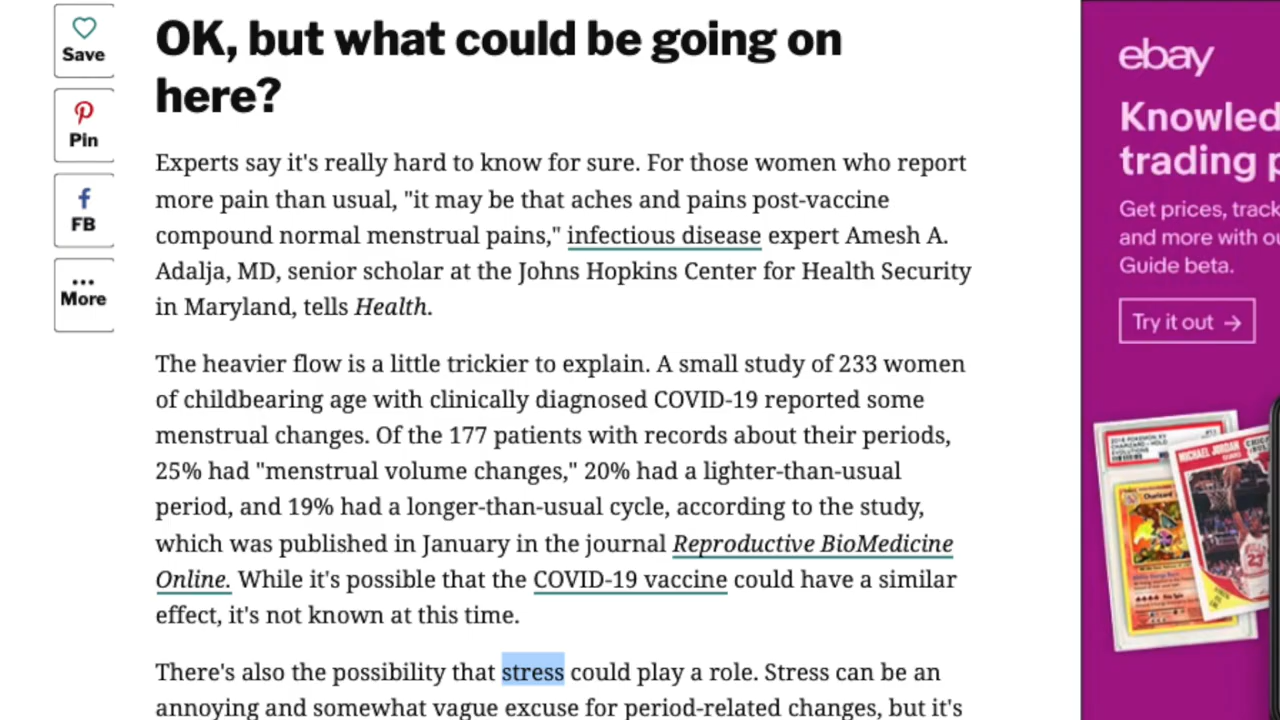 Save
Pin
FB
More
OK, but what could be going on
here?
Experts say it's really hard to know for sure. For those women who report
more pain than usual, "it may be that aches and pains post-vaccine
compound normal menstrual pains," infectious disease expert Amesh A.
Adalja, MD, senior scholar at the Johns Hopkins Center for Health Security
in Maryland, tells Health.
The heavier flow is a little trickier to explain. A small study of 233 women
of childbearing age with clinically diagnosed COVID-19 reported some
menstrual changes. Of the 177 patients with records about their periods,
25% had "menstrual volume changes," 20% had a lighter-than-usual
period, and 19% had a longer-than-usual cycle, according to the study,
which was published in January in the journal Reproductive BioMedicine
Online. While it's possible that the COVID-19 vaccine could have a similar
effect, it's not known at this time.
There's also the possibility that stress could play a role. Stress can be an
annoying and somewhat vague excuse for period-related changes, but it's
ebay
Knowled
trading p
Get prices, track
and more with ou
Guide beta.
Try it out →
MICHAEL JORDAN
Charizard
23